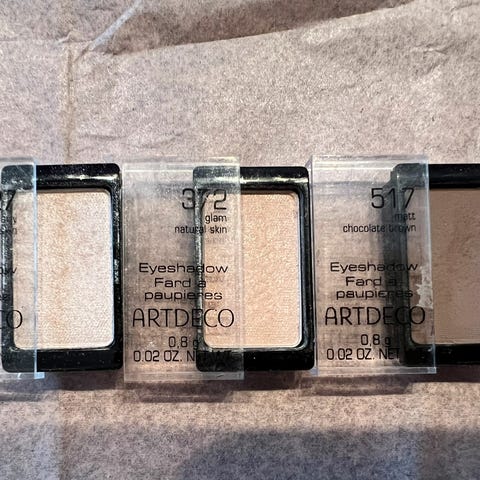 372
glam
natural skin
Eyeshadow
Fard à
paupières
ARTDECO
0,8 g
0.02 OZ. NET
517
matt
chocolate brown
Eyeshadow
Fard à
paupières
ARTDECO
0,8 g
0.02 OZ. NET